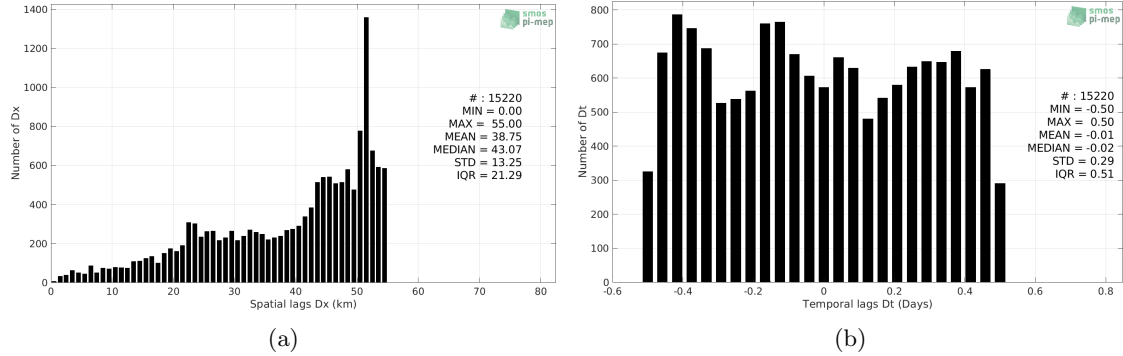 1400
1200
1000
800
600
400
200
0
Number of Dx
0 10 20 30 40 50 60 70 80
Spatial lags Dx (km)
smos
pi-mep
# : 15220
MIN = 0.00
MAX = 55.00
MEAN = 38.75
MEDIAN = 43.07
STD = 13.25
IQR = 21.29
(a)
800
700
600
500
400
300
200
100
0
Number of Dt
-0.6 -0.4 -0.2 0 0.2 0.4 0.6 0.8
Temporal lags Dt (Days)
smos
pi-mep
# : 15220
MIN = -0.50
MAX = 0.50
MEAN = -0.01
MEDIAN = -0.02
STD = 0.29
IQR = 0.51
(b)